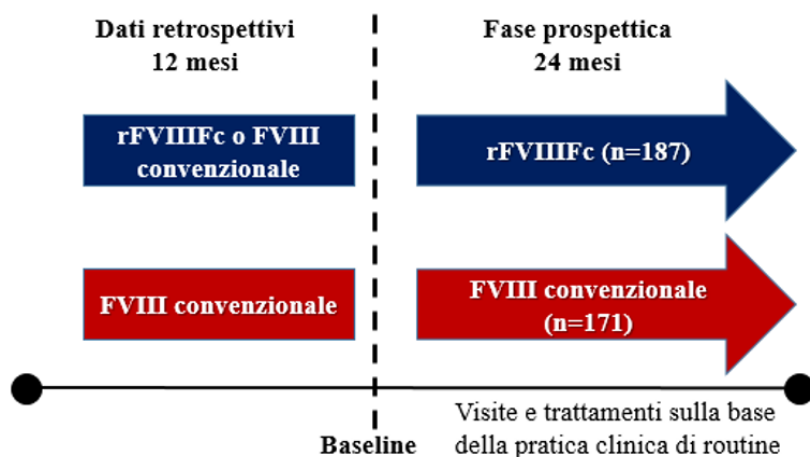 Dati retrospettivi
12 mesi
Fase prospettica
24 mesi
rFVIIIFc o FVIII
convenzionale
rFVIIIFc (n=187)
FVIII convenzionale
FVIII convenzionale
(n=171)
Baseline
Visite e trattamenti sulla base
della pratica clinica di routine